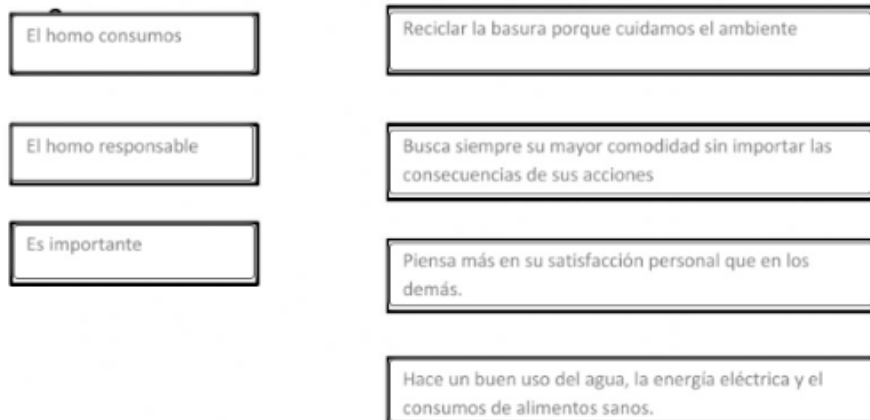 El homo consumos
El homo responsable
Es importante
Reciclar la basura porque cuidamos el ambiente
Busca siempre su mayor comodidad sin importar las
consecuencias de sus acciones
Piensa más en su satisfacción personal que en los
demás.
Hace un buen uso del agua, la energía eléctrica y el
consumos de alimentos sanos.